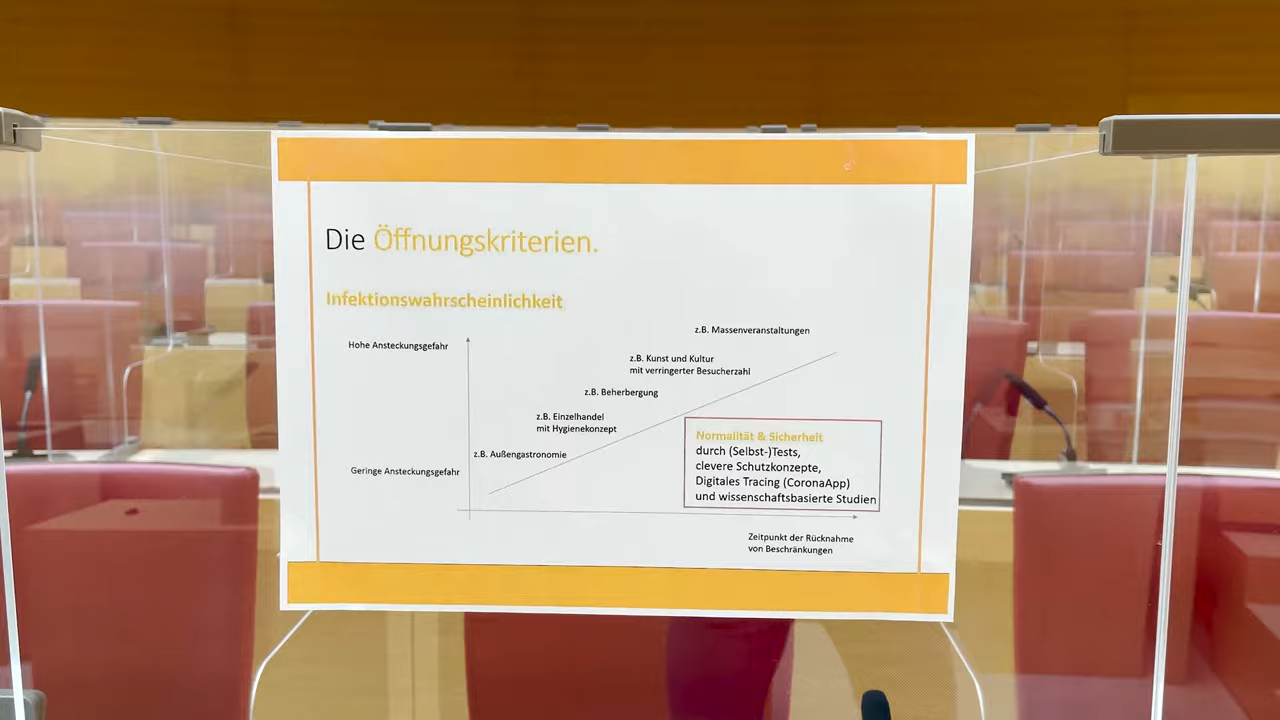 Die Öffnungskriterien.
Infektionswahrscheinlichkeit
z.B. Massenveranstaltungen
Hohe Ansteckungsgefahr
z.B. Kunst und Kultur
mit verringerter Besucherzahl
z.B. Beherbergung
z.B. Einzelhandel
mit Hygienekonzept
z.B. Außengastronomie
Geringe Ansteckungsgefahr
Normalität & Sicherheit
durch (Selbst-)Tests,
clevere Schutzkonzepte,
Digitales Tracing (CoronaApp)
und wissenschaftsbasierte Studien
Zeitpunkt der Rücknahme
von Beschränkungen